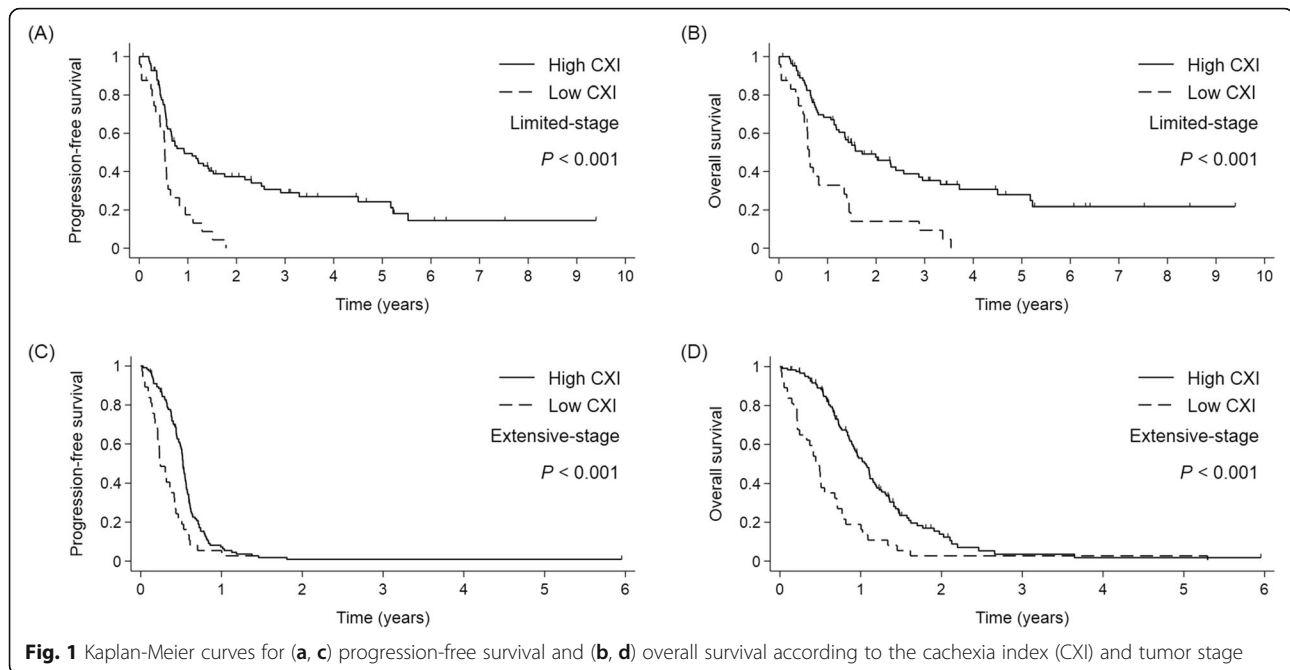 (A)
Progression-free survival
1
0.8
0.6
0.4
0.2
0
High CXI
Low CXI
Limited-stage
P < 0.001
0 1 2 3 4 5 6 7 8 9 10
Time (years)
(B)
Overall survival
1
0.8
0.6
0.4
0.2
0
High CXI
Low CXI
Limited-stage
P < 0.001
0 1 2 3 4 5 6 7 8 9 10
Time (years)
(C)
Progression-free survival
1
0.8
0.6
0.4
0.2
0
High CXI
Low CXI
Extensive-stage
P < 0.001
0 1 2 3 4 5 6
Time (years)
(D)
Overall survival
1
0.8
0.6
0.4
0.2
0
High CXI
Low CXI
Extensive-stage
P < 0.001
0 1 2 3 4 5 6
Time (years)
Fig. 1 Kaplan-Meier curves for (a, c) progression-free survival and (b, d) overall survival according to the cachexia index (CXI) and tumor stage